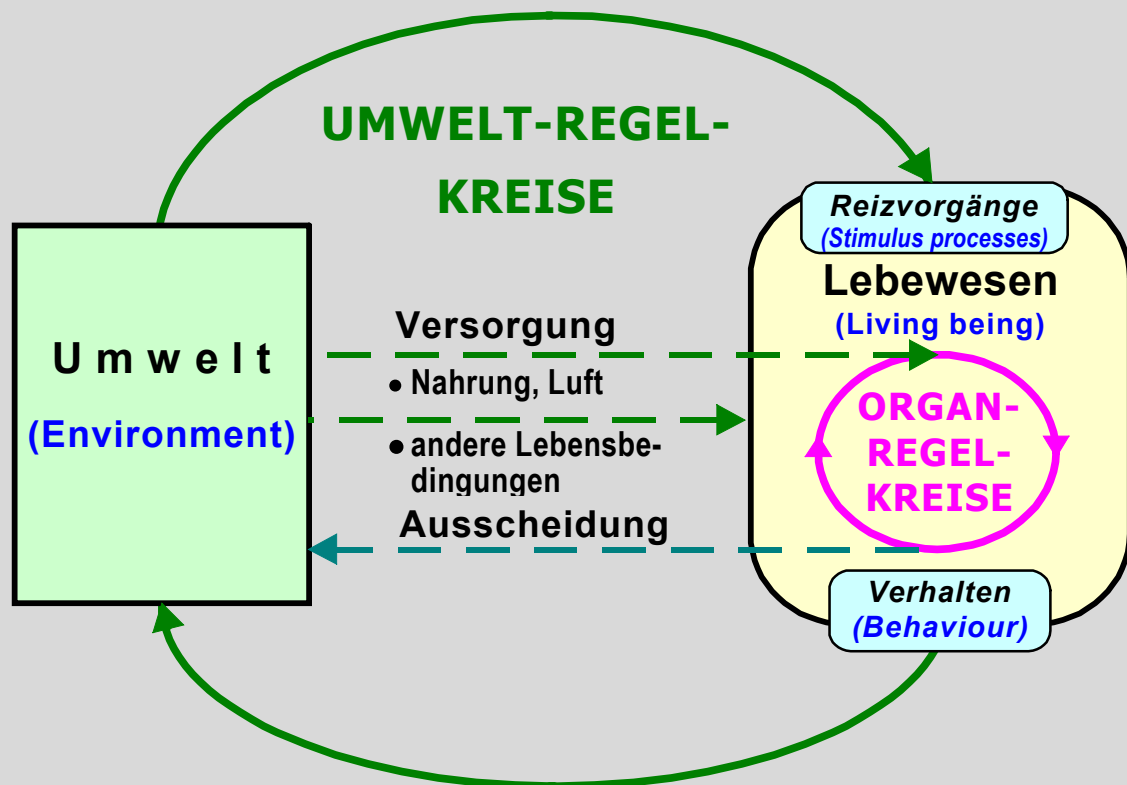 UMWELT-REGEL-
KREISE
Reizvorgänge
(Stimulus processes)
Lebewesen
(Living being)
Umwelt
(Environment)
Versorgung
• Nahrung, Luft
• andere Lebensbe-
dingungen
Ausscheidung
ORGAN-
REGEL-
KREISE
Verhalten
(Behaviour)